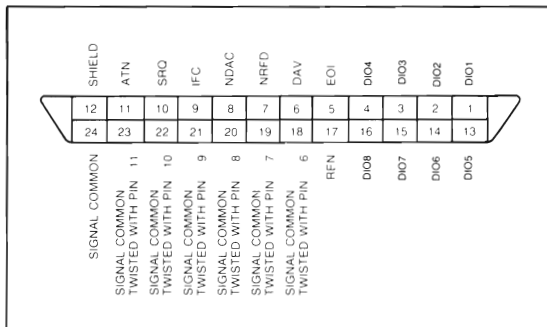 SHIELD
ATN
SRQ
IFC
NDAC
NRFD
DAV
EOI
DIO4
DIO3
DIO2
DIO1
12 11 10 9 8 7 6 5 4 3 2 1
24 23 22 21 20 19 18 17 16 15 14 13
SIGNAL COMMON
SIGNAL COMMON
TWISTED WITH PIN 11
SIGNAL COMMON
TWISTED WITH PIN 10
SIGNAL COMMON
TWISTED WITH PIN 9
SIGNAL COMMON
TWISTED WITH PIN 8
SIGNAL COMMON
TWISTED WITH PIN 7
SIGNAL COMMON
TWISTED WITH PIN 6
RFN
DIO8
DIO7
DIO6
DIO5